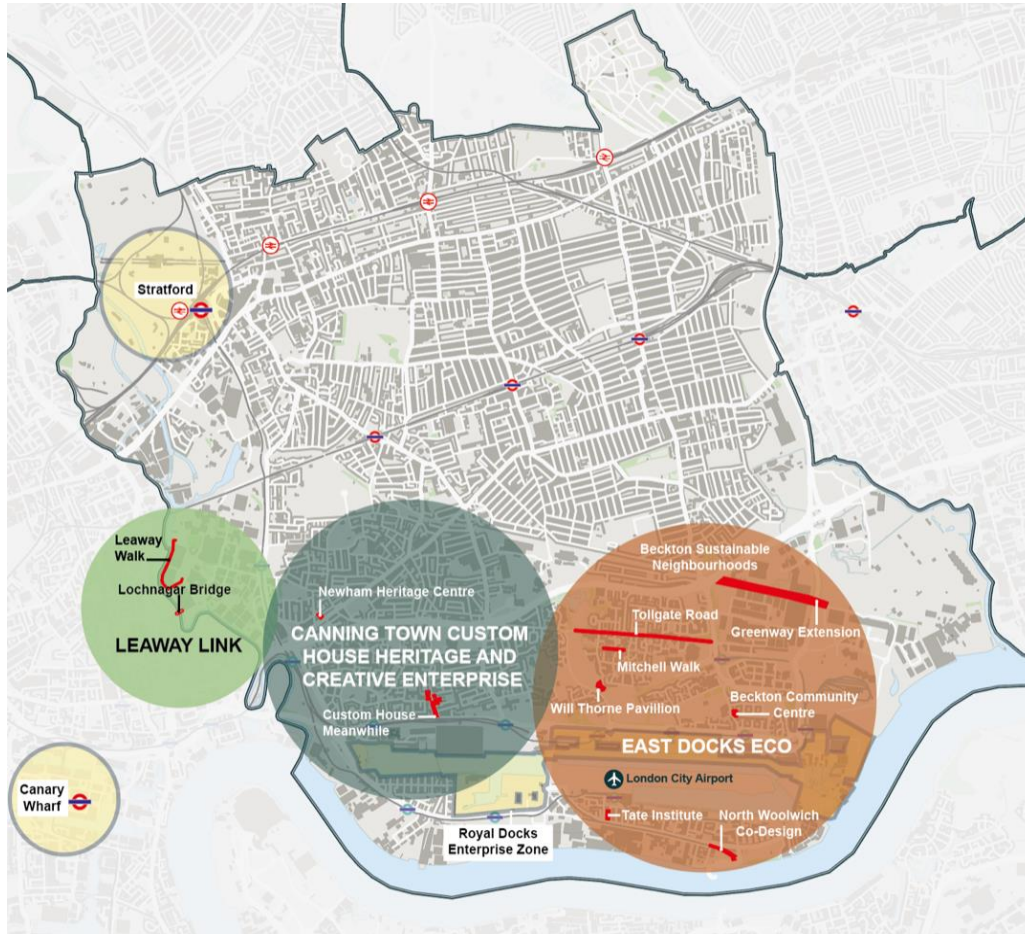 Stratford
Leaway
Walk
Lochnagar Bridge
LEAWAY LINK
Newham Heritage Centre
CANNING TOWN CUSTOM
HOUSE HERITAGE AND
CREATIVE ENTERPRISE
Custom House
Meanwhile
Beckton Sustainable
Neighbourhoods
Greenway Extension
Tollgate Road
Mitchell Walk
Will Thorne Pavillion
Beckton Community
Centre
EAST DOCKS ECO
London City Airport
Tate Institute
North Woolwich
Co-Design
Canary
Wharf
Royal Docks
Enterprise Zone